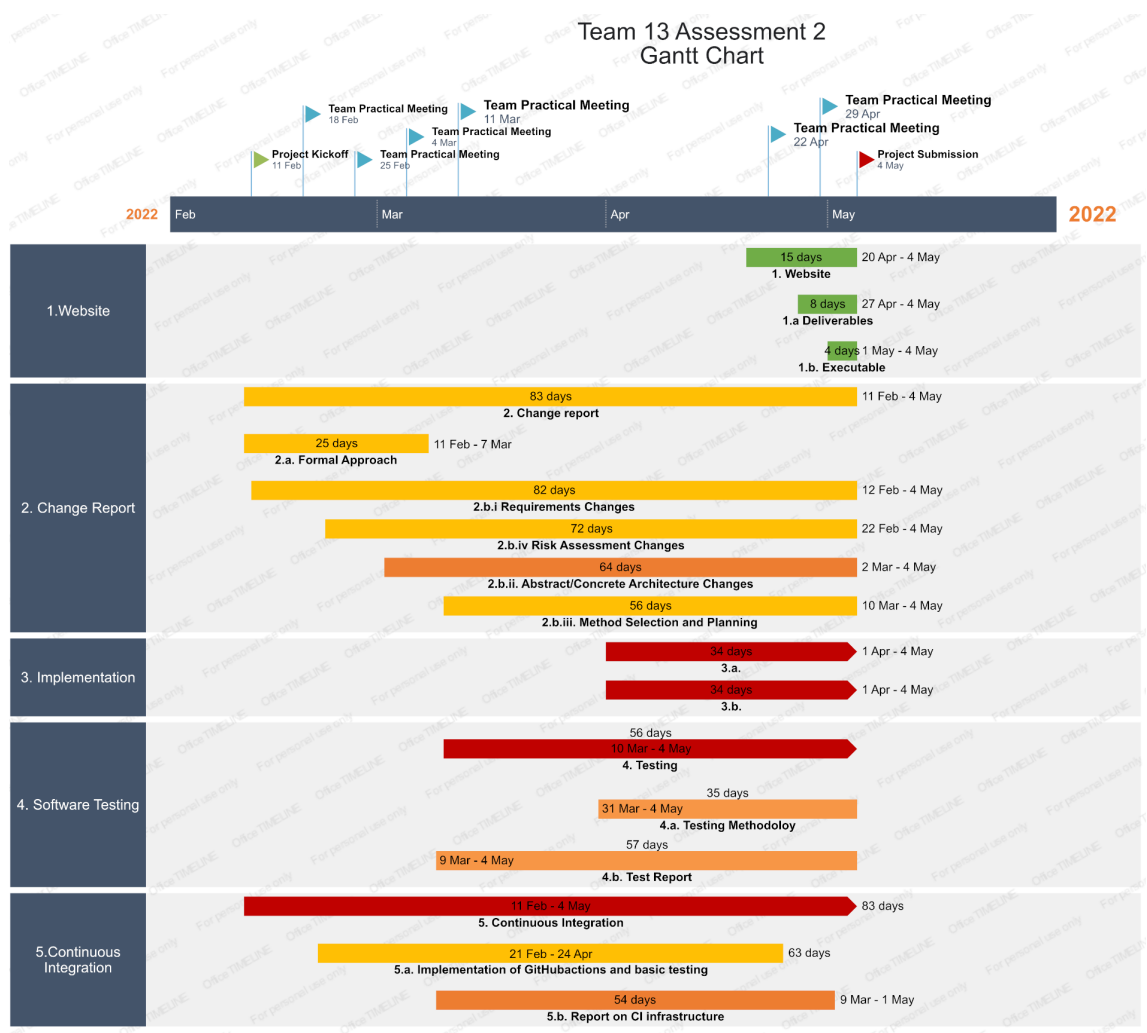 Team 13 Assessment 2
Gantt Chart
Team Practical Meeting
11 Mar
Team Practical Meeting
29 Apr
Team Practical Meeting
18 Feb
Team Practical Meeting
4 Mar
Team Practical Meeting
22 Apr
Project Kickoff
11 Feb
Team Practical Meeting
25 Feb
Project Submission
4 May
2022 Feb Mar Apr May 2022
1.Website
15 days 20 Apr - 4 May
1. Website
8 days 27 Apr - 4 May
1.a Deliverables
4 days 1 May - 4 May
1.b. Executable
2. Change Report
83 days 11 Feb - 4 May
2. Change report
25 days 11 Feb - 7 Mar
2.a. Formal Approach
82 days 12 Feb - 4 May
2.b.i Requirements Changes
72 days 22 Feb - 4 May
2.b.iv Risk Assessment Changes
64 days 2 Mar - 4 May
2.b.ii. Abstract/Concrete Architecture Changes
56 days 10 Mar - 4 May
2.b.iii. Method Selection and Planning
3. Implementation
34 days 1 Apr - 4 May
3.a.
34 days 1 Apr - 4 May
3.b.
4. Software Testing
56 days
10 Mar - 4 May
4. Testing
35 days
31 Mar - 4 May
4.a. Testing Methodoloy
57 days
9 Mar - 4 May
4.b. Test Report
5.Continuous
Integration
11 Feb - 4 May 83 days
5. Continuous Integration
21 Feb - 24 Apr 63 days
5.a. Implementation of GitHubactions and basic testing
54 days 9 Mar - 1 May
5.b. Report on CI infrastructure
For personal use only
Office TIMELINE